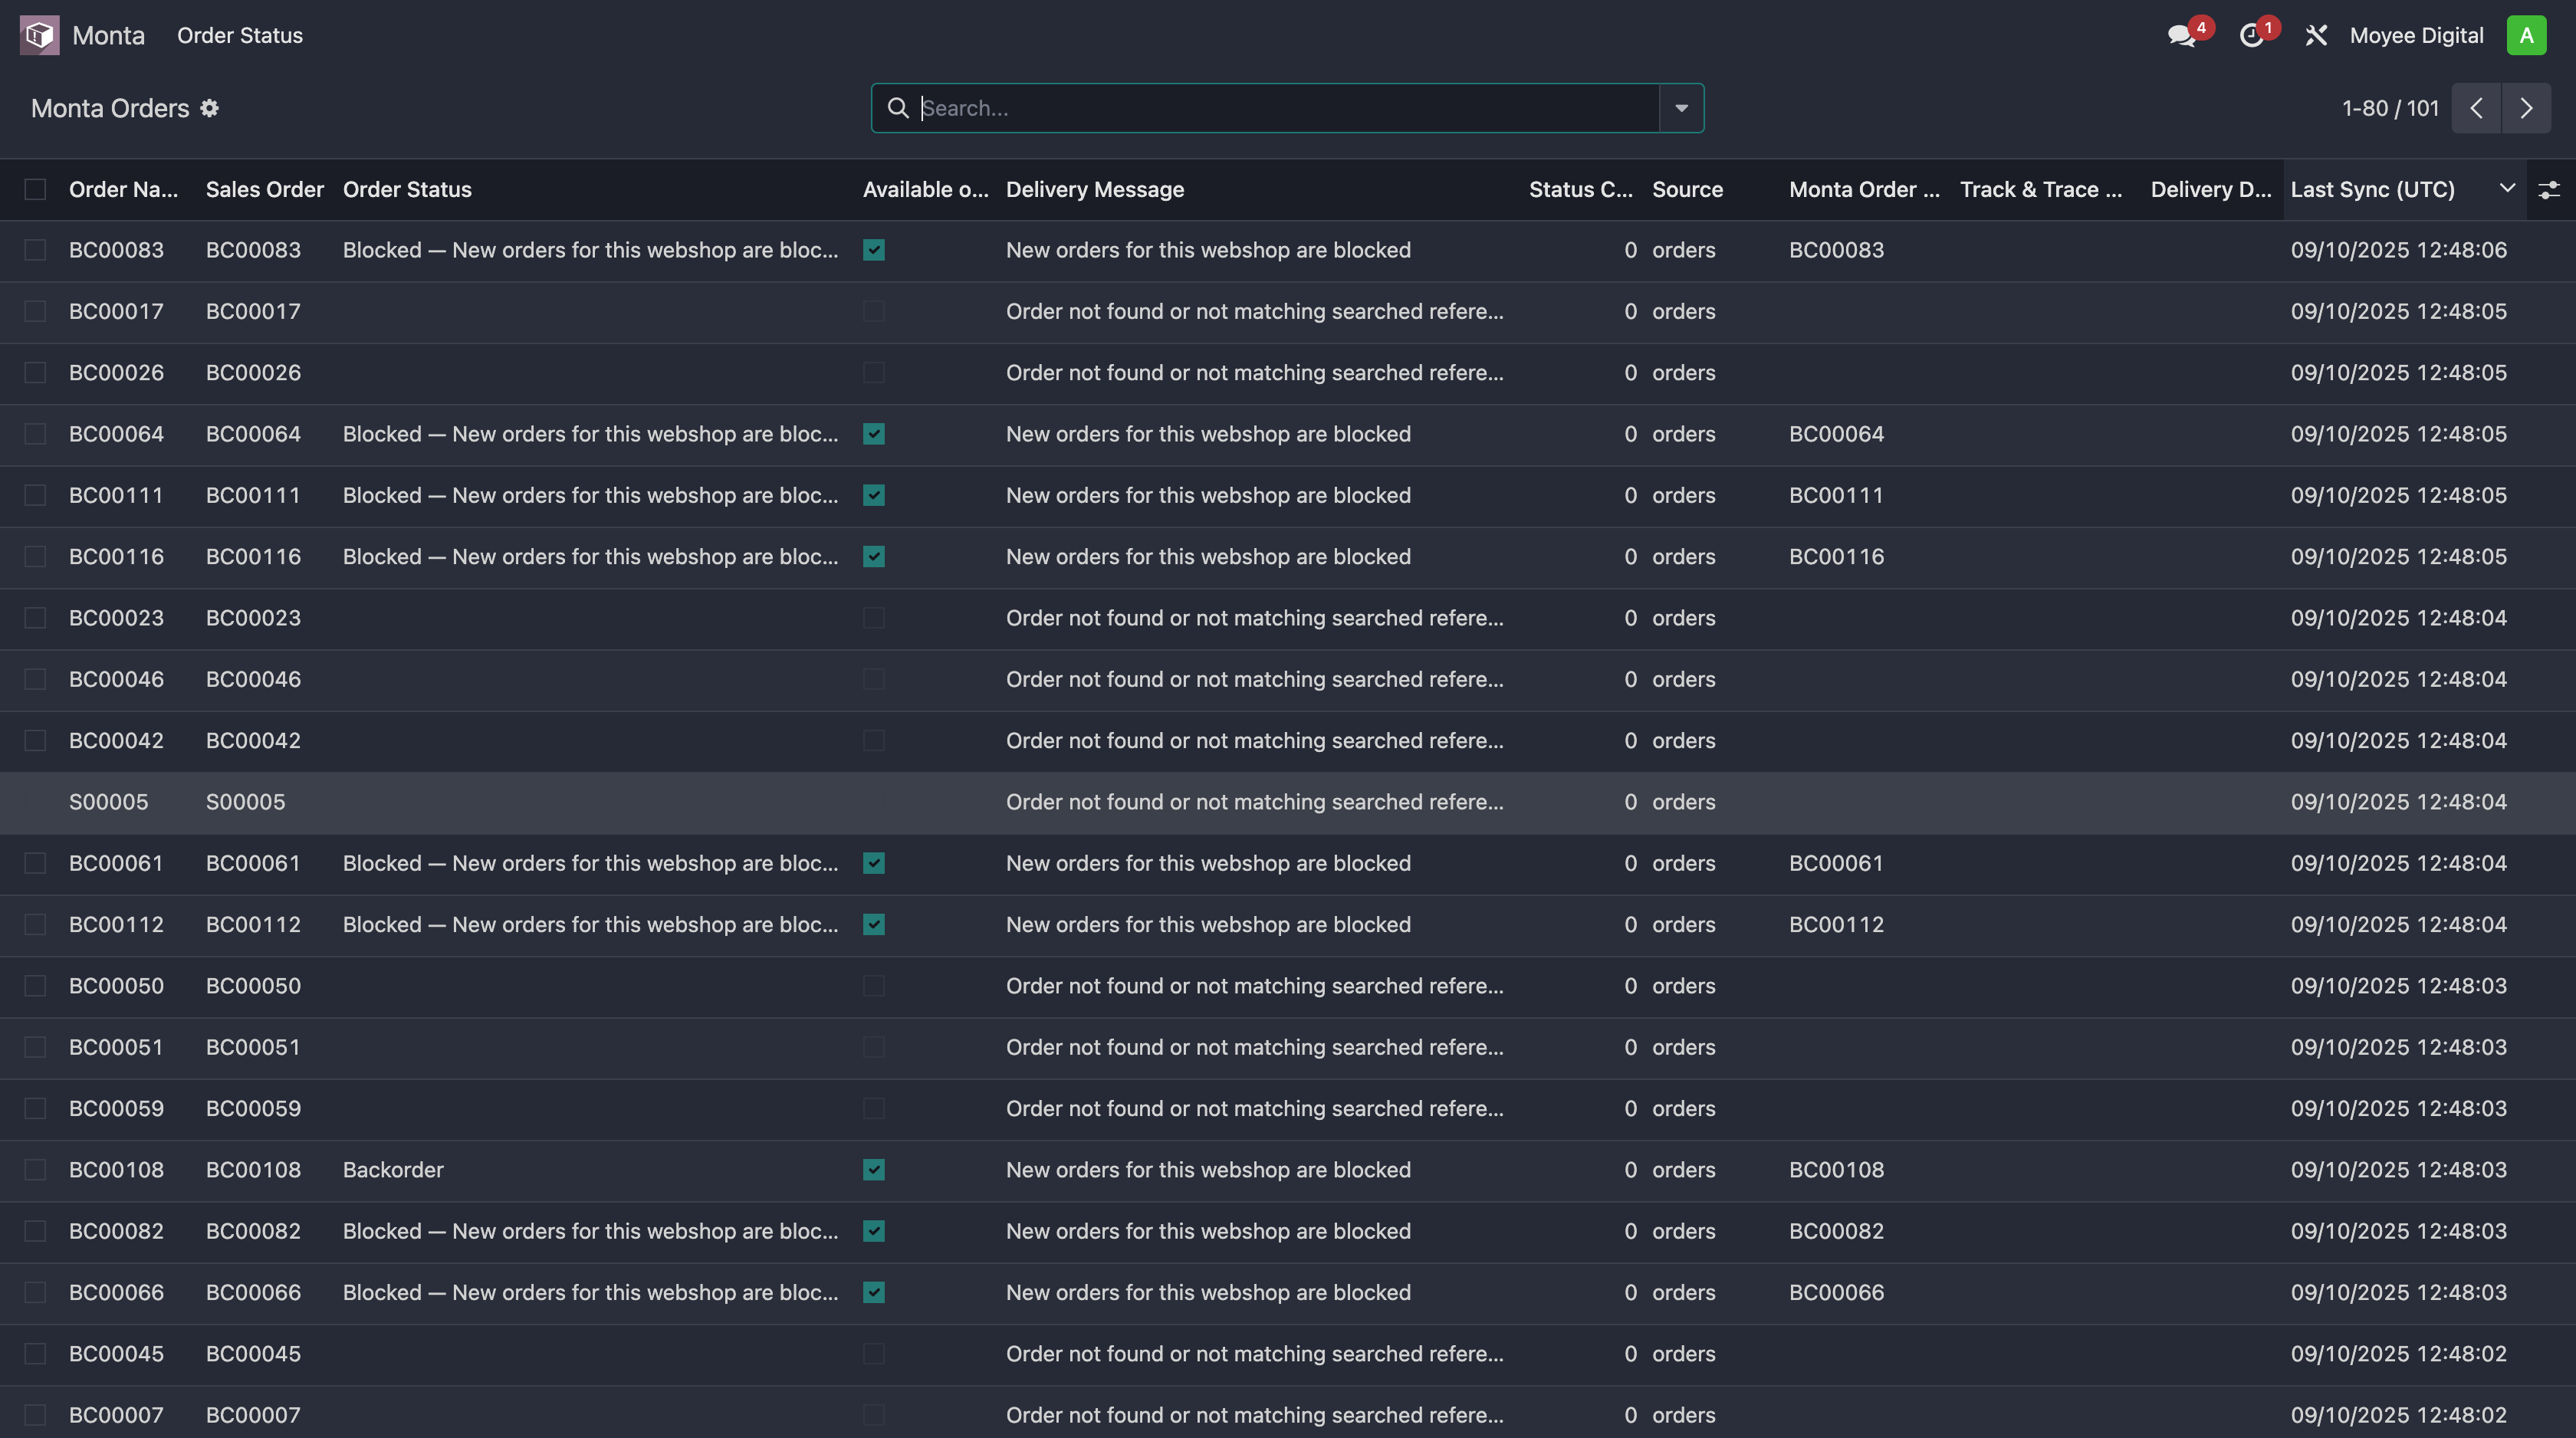 Monta Order Status 4 1 Moyee Digital A
Monta Orders Search... 1-80 / 101
Order Na... Sales Order Order Status Available o... Delivery Message Status C... Source Monta Order ... Track & Trace ... Delivery D... Last Sync (UTC)
BC00083 BC00083 Blocked — New orders for this webshop are bloc... New orders for this webshop are blocked 0 orders BC00083 09/10/2025 12:48:06
BC00017 BC00017 Order not found or not matching searched refere... 0 orders 09/10/2025 12:48:05
BC00026 BC00026 Order not found or not matching searched refere... 0 orders 09/10/2025 12:48:05
BC00064 BC00064 Blocked — New orders for this webshop are bloc... New orders for this webshop are blocked 0 orders BC00064 09/10/2025 12:48:05
BC00111 BC00111 Blocked — New orders for this webshop are bloc... New orders for this webshop are blocked 0 orders BC00111 09/10/2025 12:48:05
BC00116 BC00116 Blocked — New orders for this webshop are bloc... New orders for this webshop are blocked 0 orders BC00116 09/10/2025 12:48:05
BC00023 BC00023 Order not found or not matching searched refere... 0 orders 09/10/2025 12:48:04
BC00046 BC00046 Order not found or not matching searched refere... 0 orders 09/10/2025 12:48:04
BC00042 BC00042 Order not found or not matching searched refere... 0 orders 09/10/2025 12:48:04
S00005 S00005 Order not found or not matching searched refere... 0 orders 09/10/2025 12:48:04
BC00061 BC00061 Blocked — New orders for this webshop are bloc... New orders for this webshop are blocked 0 orders BC00061 09/10/2025 12:48:04
BC00112 BC00112 Blocked — New orders for this webshop are bloc... New orders for this webshop are blocked 0 orders BC00112 09/10/2025 12:48:04
BC00050 BC00050 Order not found or not matching searched refere... 0 orders 09/10/2025 12:48:03
BC00051 BC00051 Order not found or not matching searched refere... 0 orders 09/10/2025 12:48:03
BC00059 BC00059 Order not found or not matching searched refere... 0 orders 09/10/2025 12:48:03
BC00108 BC00108 Backorder New orders for this webshop are blocked 0 orders BC00108 09/10/2025 12:48:03
BC00082 BC00082 Blocked — New orders for this webshop are bloc... New orders for this webshop are blocked 0 orders BC00082 09/10/2025 12:48:03
BC00066 BC00066 Blocked — New orders for this webshop are bloc... New orders for this webshop are blocked 0 orders BC00066 09/10/2025 12:48:03
BC00045 BC00045 Order not found or not matching searched refere... 0 orders 09/10/2025 12:48:02
BC00007 BC00007 Order not found or not matching searched refere... 0 orders 09/10/2025 12:48:02